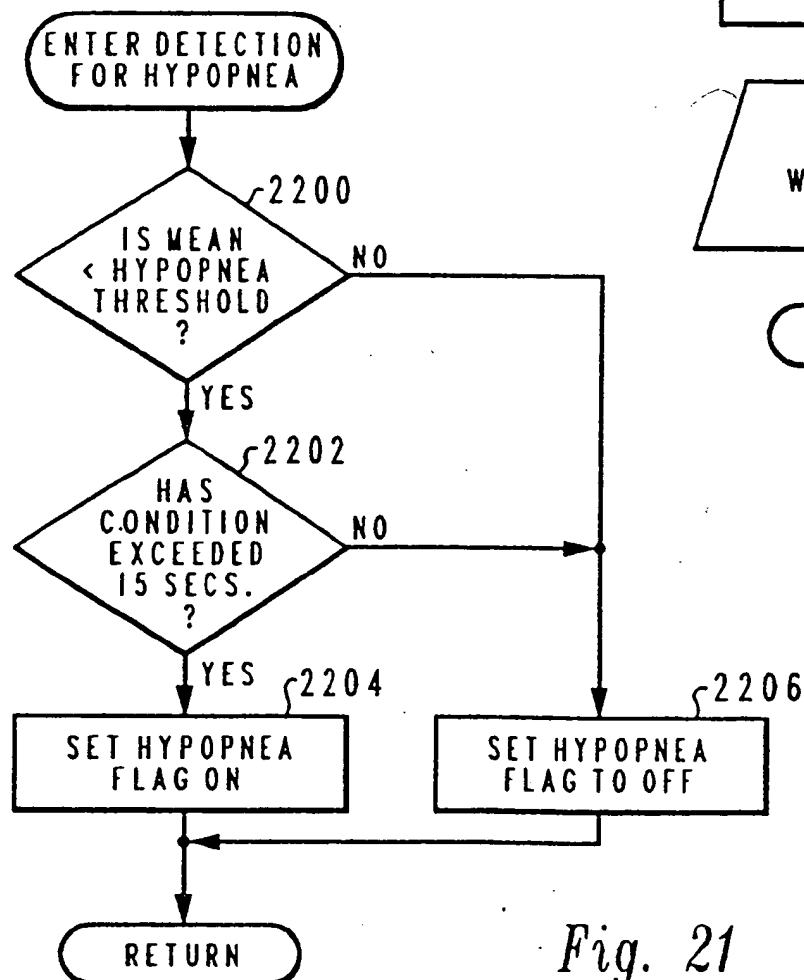 ENTER DETECTION
FOR HYPOPNEA
2200
IS MEAN
< HYPOPNEA
THRESHOLD
?
NO
YES
2202
HAS
CONDITION
EXCEEDED
15 SECS.
?
NO
YES
2204
SET HYPOPNEA
FLAG ON
2206
SET HYPOPNEA
FLAG TO OFF
RETURN
Fig. 21
W